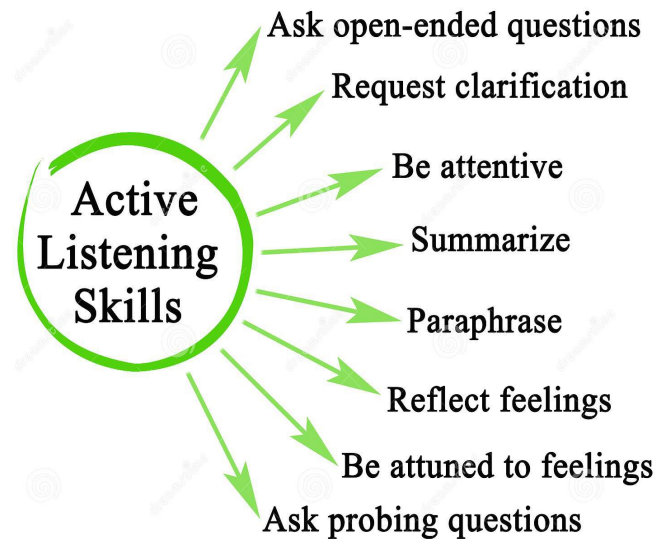 Ask open-ended questions
Request clarification
Be attentive
Active
Listening
Skills
Summarize
Paraphrase
Reflect feelings
Be attuned to feelings
Ask probing questions